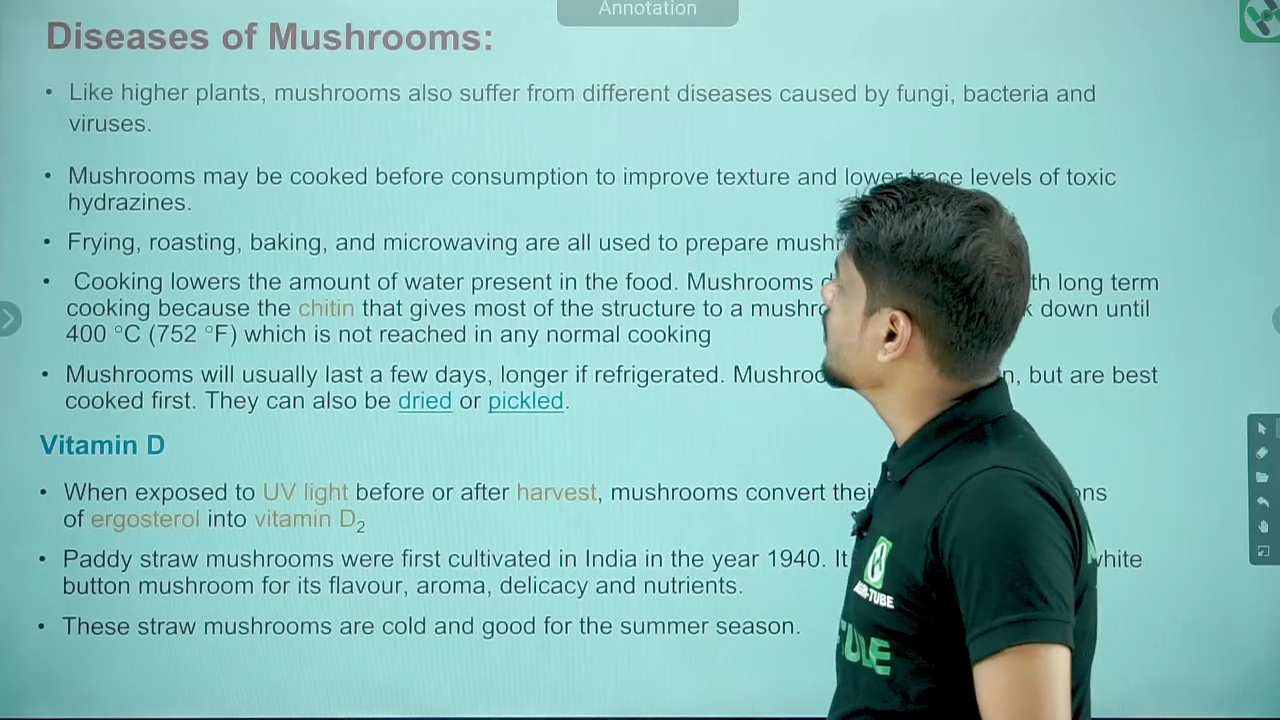 Annotation
Diseases of Mushrooms:
• Like higher plants, mushrooms also suffer from different diseases caused by fungi, bacteria and
viruses.
• Mushrooms may be cooked before consumption to improve texture and lower trace levels of toxic
hydrazines.
• Frying, roasting, baking, and microwaving are all used to prepare
• Cooking lowers the amount of water present in the food. Mushrooms long term
cooking because the chitin that gives most of the structure to a down until
400 °C (752 °F) which is not reached in any normal cooking
• Mushrooms will usually last a few days, longer if refrigerated. but are best
cooked first. They can also be dried or pickled.
Vitamin D
• When exposed to UV light before or after harvest, mushrooms convert
of ergosterol into vitamin D₂
• Paddy straw mushrooms were first cultivated in India in the year 1940. It
button mushroom for its flavour, aroma, delicacy and nutrients.
• These straw mushrooms are cold and good for the summer season.
AGRI-TUBE